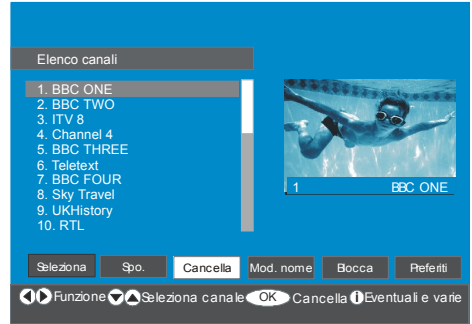 Elenco canali
1. BBC ONE
2. BBC TWO
3. ITV 8
4. Channel 4
5. BBC THREE
6. Teletext
7. BBC FOUR
8. Sky Travel
9. UKHistory
10. RTL
1 BBC ONE
Seleziona Spo. Cancella Mod. nome Blocca Preferiti
Funzione Seleziona canale OK Cancella i Eventuali e varie